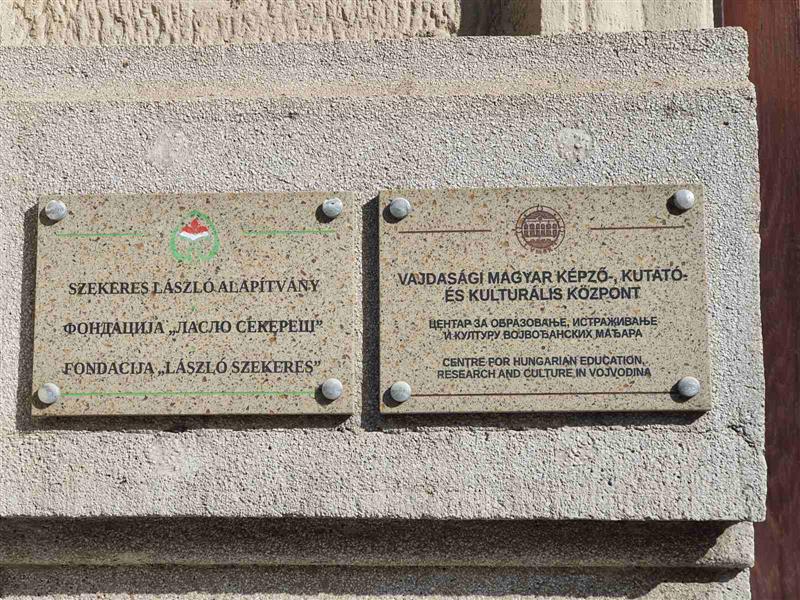 SZEKERES LÁSZLÓ ALAPÍTVÁNY
ФОНДАЦИЈА „ЛАСЛО СЕКЕРЕШ”
FONDACIJA „LÁSZLÓ SZEKERES”
VAJDASÁGI MAGYAR KÉPZŐ-, KUTATÓ-
ÉS KULTURÁLIS KÖZPONT
ЦЕНТАР ЗА ОБРАЗОВАЊЕ, ИСТРАЖИВАЊЕ
И КУЛТУРУ ВОЈВОЂАНСКИХ МАЂАРА
CENTRE FOR HUNGARIAN EDUCATION,
RESEARCH AND CULTURE IN VOJVODINA